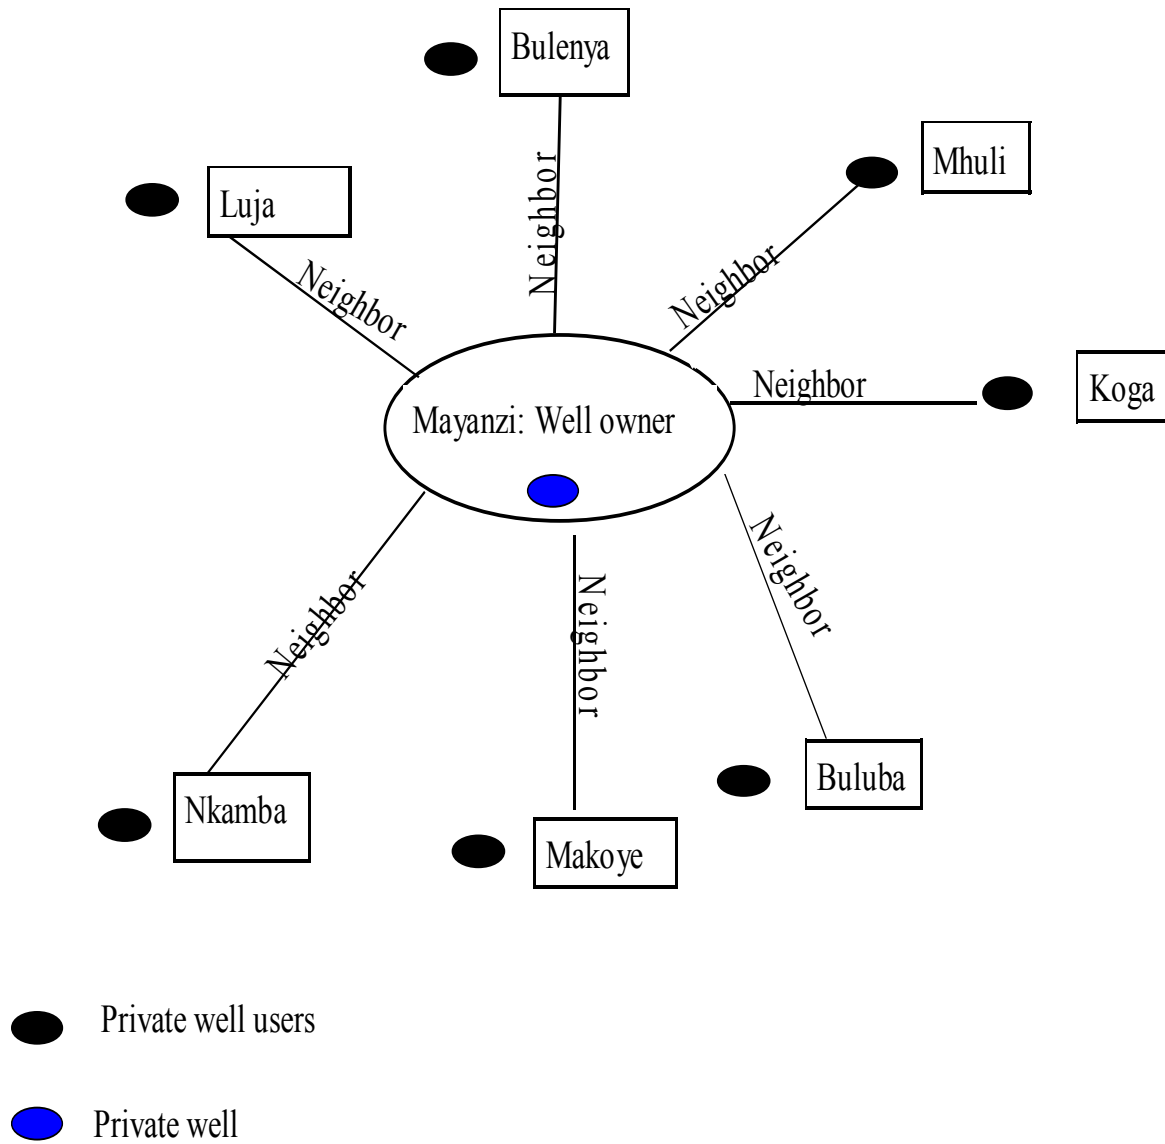 Bulenya
Neighbor
Mhuli
Neighbor
Luja
Neighbor
Koga
Neighbor
Mayanzi: Well owner
Neighbor
Nkamba
Neighbor
Makoye
Neighbor
Buluba
Private well users
Private well